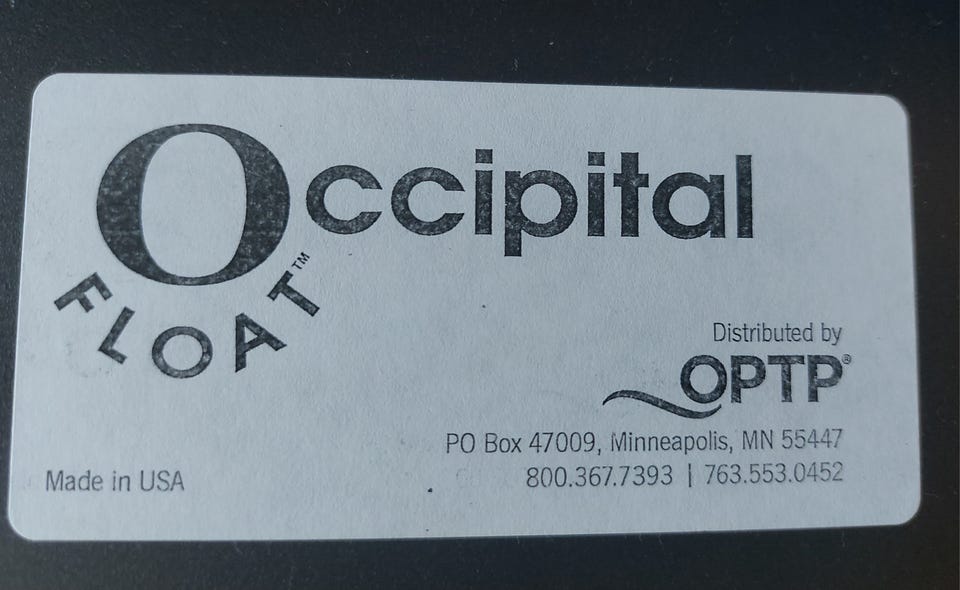 Occipital
FLOAT™
Distributed by
OPTP®
PO Box 47009, Minneapolis, MN 55447
Made in USA
800.367.7393 | 763.553.0452